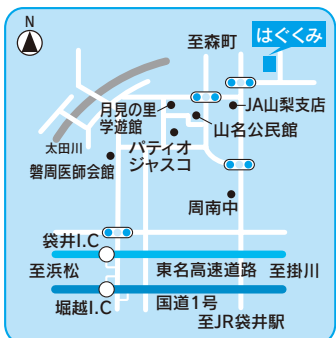 N
至森町
はぐくみ
月見の里
学遊館
JA山梨支店
山名公民館
パティオ
ジャスコ
太田川
磐周医師会館
周南中
袋井I.C
至浜松
東名高速道路
至掛川
堀越I.C
国道1号
至JR袋井駅